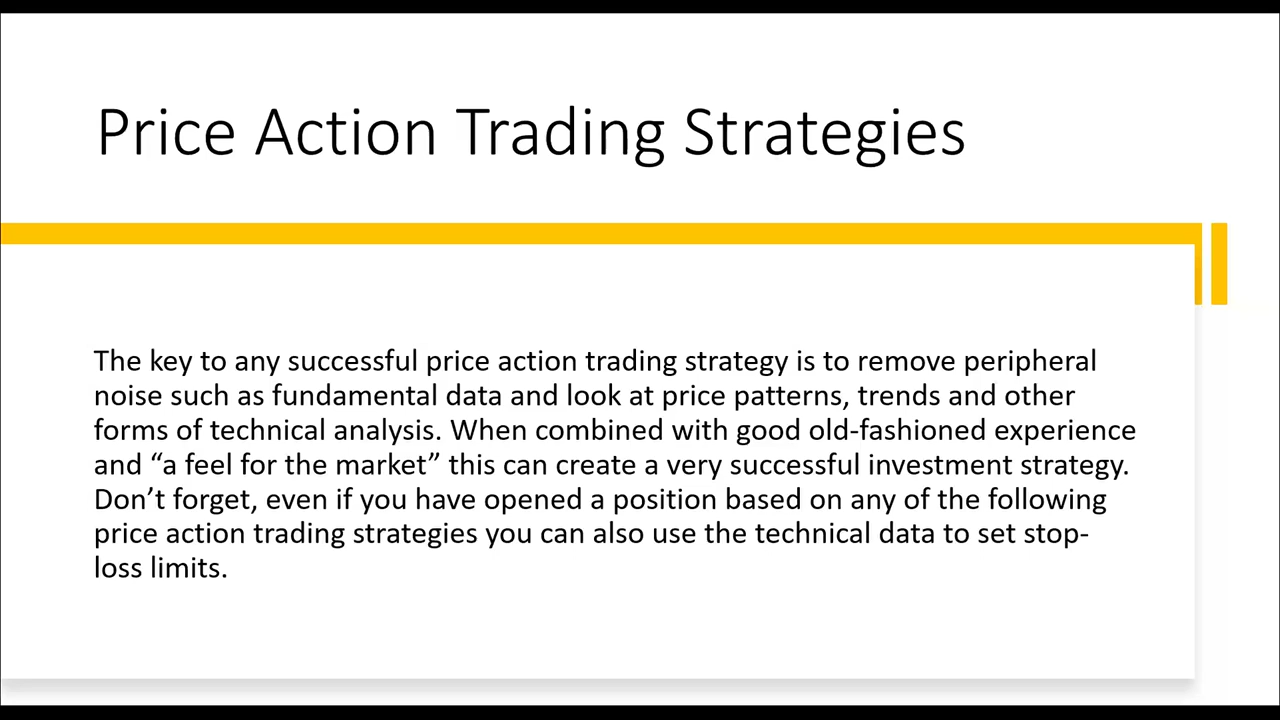 Price Action Trading Strategies
The key to any successful price action trading strategy is to remove peripheral
noise such as fundamental data and look at price patterns, trends and other
forms of technical analysis. When combined with good old-fashioned experience
and “a feel for the market” this can create a very successful investment strategy.
Don’t forget, even if you have opened a position based on any of the following
price action trading strategies you can also use the technical data to set stop-
loss limits.